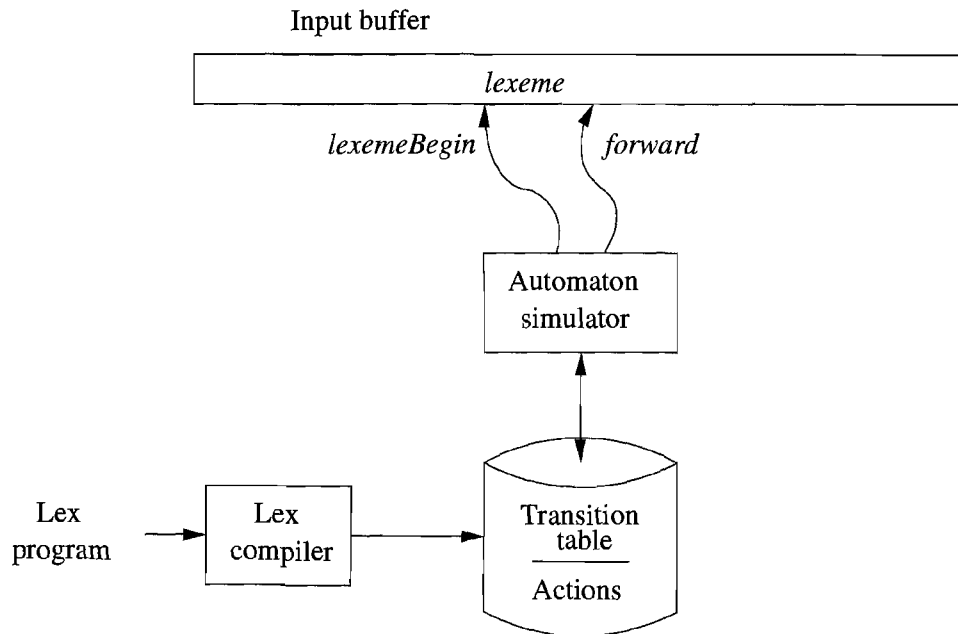 Input buffer
lexeme
lexemeBegin
forward
Automaton
simulator
Lex
program
Lex
compiler
Transition
table
Actions